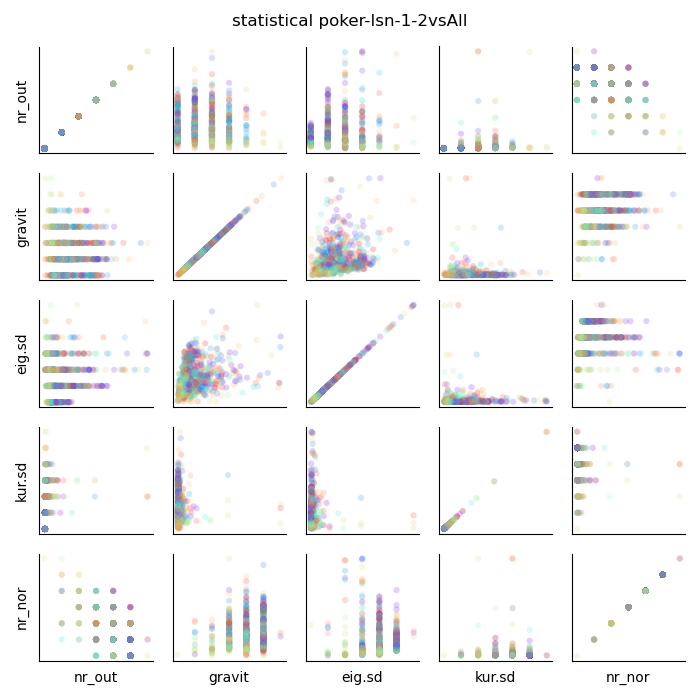 statistical poker-lsn-1-2vsAll
nr_out
gravit
eig.sd
kur.sd
nr_nor
nr_out gravit eig.sd kur.sd nr_nor